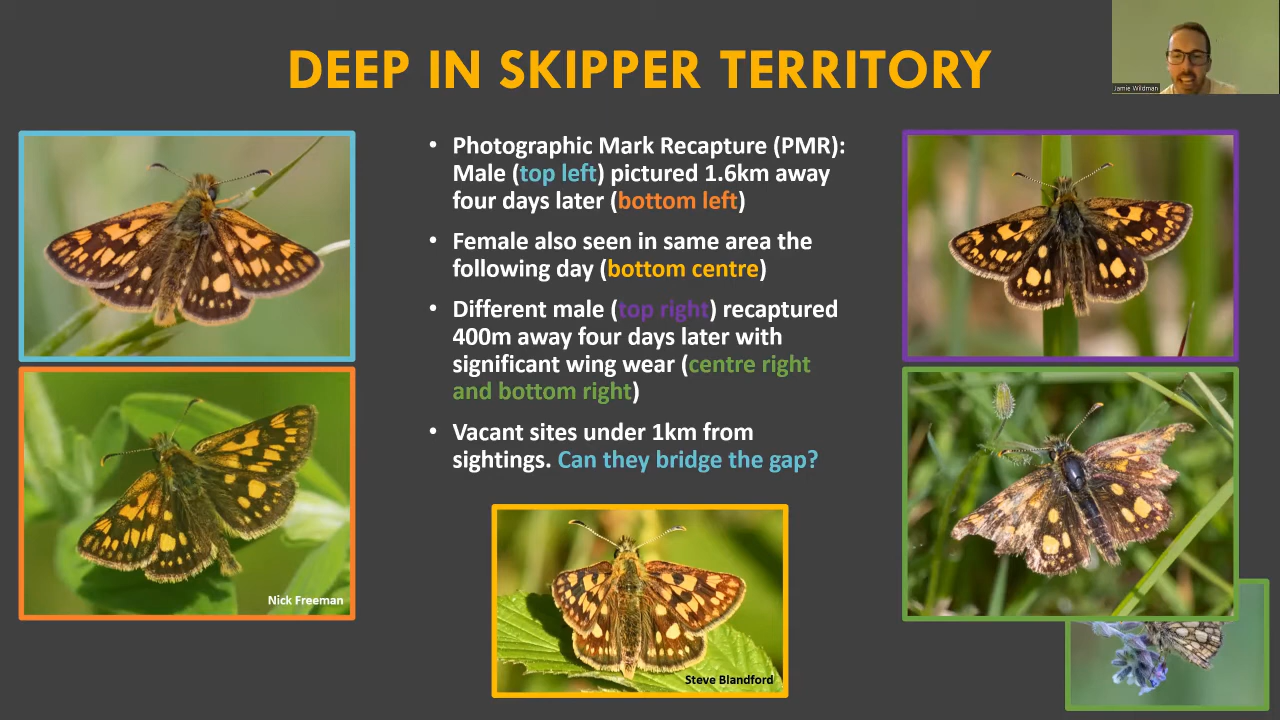 DEEP IN SKIPPER TERRITORY
Jamie Wildman
• Photographic Mark Recapture (PMR):
Male (top left) pictured 1.6km away
four days later (bottom left)
• Female also seen in same area the
following day (bottom centre)
• Different male (top right) recaptured
400m away four days later with
significant wing wear (centre right
and bottom right)
• Vacant sites under 1km from
sightings. Can they bridge the gap?
Nick Freeman
Steve Blandford